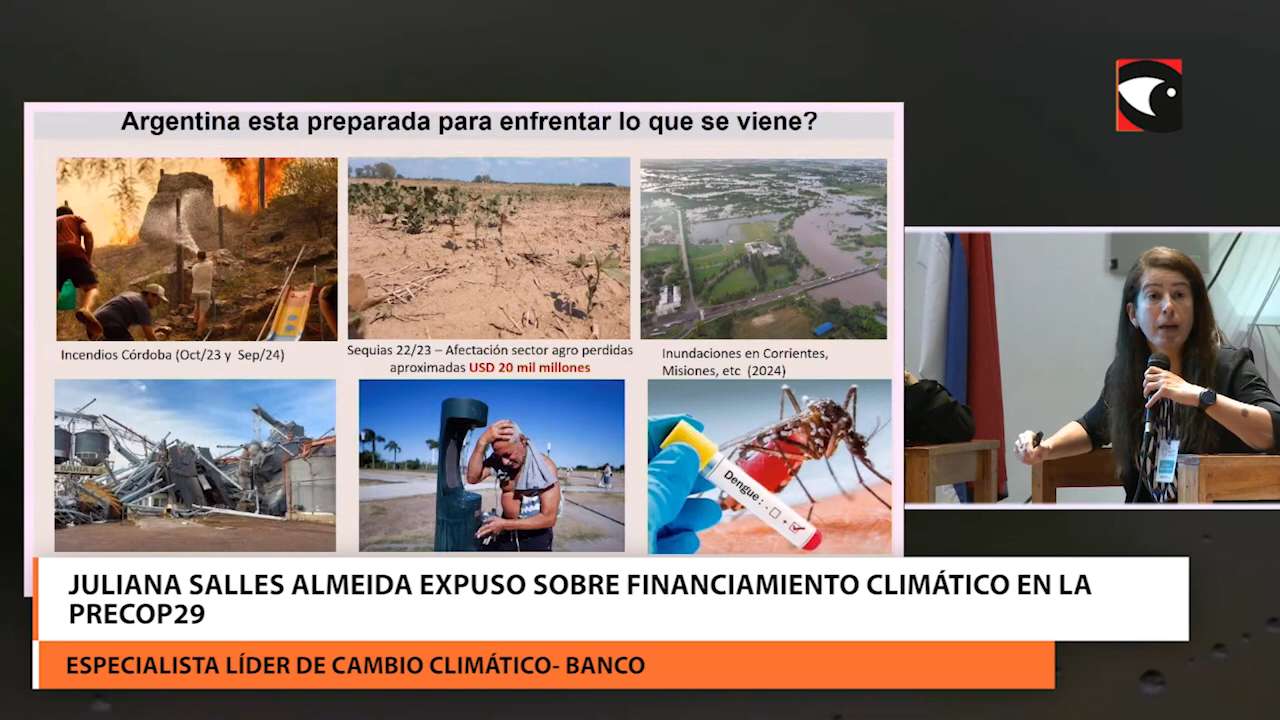 Argentina esta preparada para enfrentar lo que se viene?
Incendios Córdoba (Oct/23 y Sep/24)
Sequias 22/23 – Afectación sector agro perdidas
aproximadas USD 20 mil millones
Inundaciones en Corrientes,
Misiones, etc (2024)
BAHIA
Dengue: - +
JULIANA SALLES ALMEIDA EXPUSO SOBRE FINANCIAMIENTO CLIMÁTICO EN LA
PRECOP29
ESPECIALISTA LÍDER DE CAMBIO CLIMÁTICO- BANCO